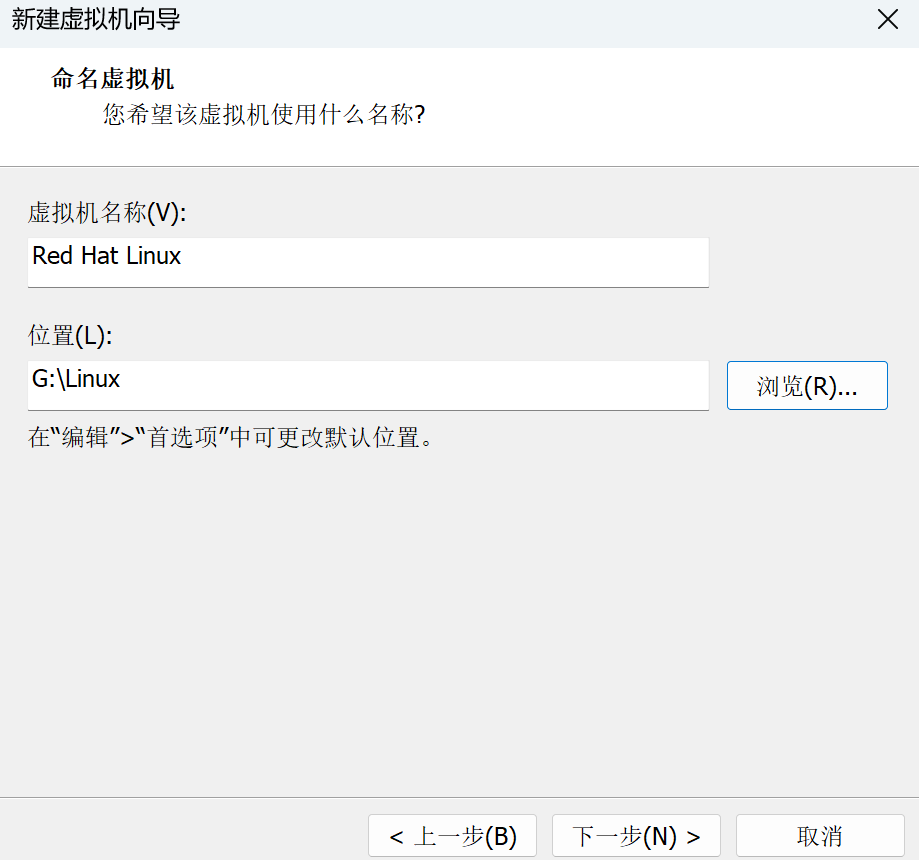 新建虚拟机向导
命名虚拟机
您希望该虚拟机使用什么名称?
虚拟机名称(V):
Red Hat Linux
位置(L):
G:\Linux
浏览(R)...
在“编辑”>“首选项”中可更改默认位置。
< 上一步(B)
下一步(N) >
取消